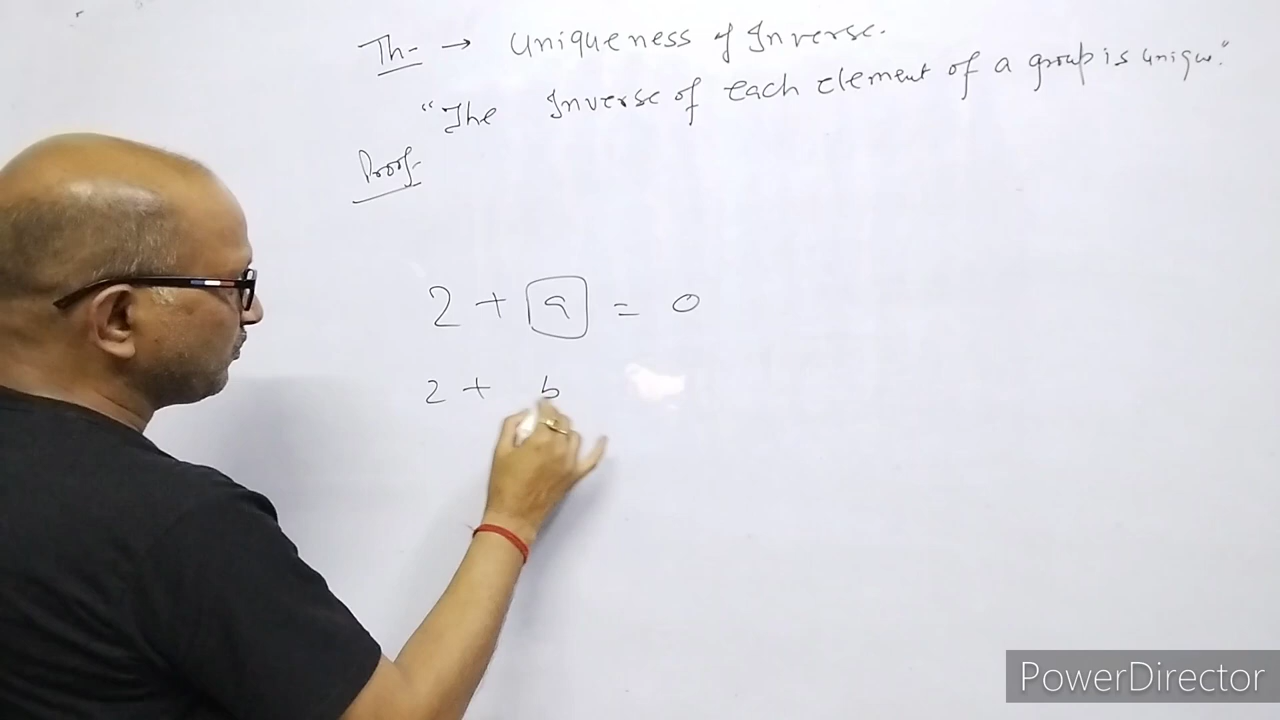 Th- → Uniqueness of Inverse.
"The Inverse of each element of a group is unique."
Proof-
2 + a = 0
2 + b
PowerDirector